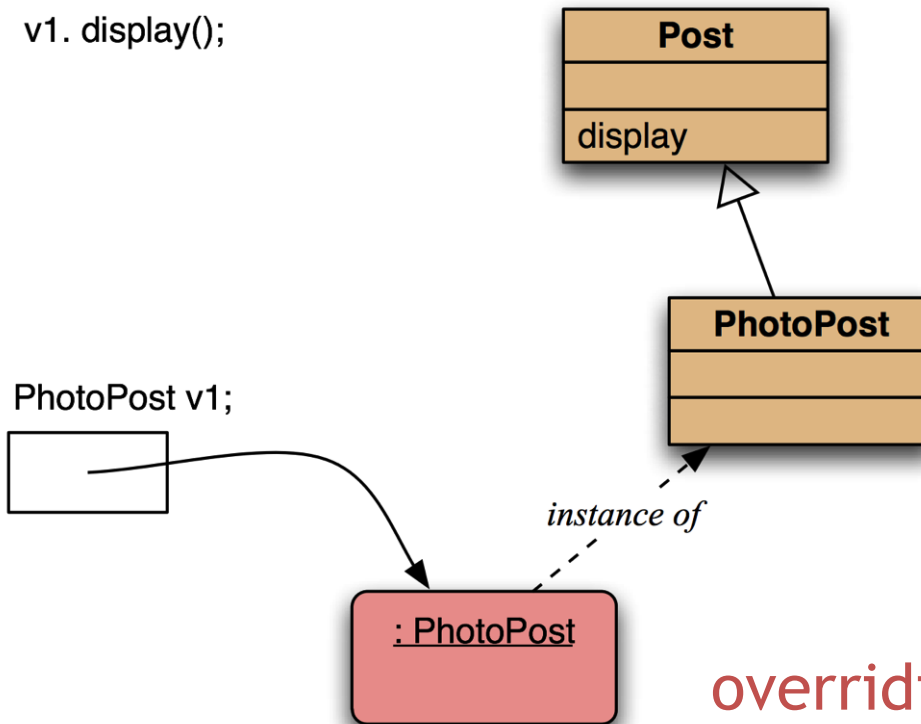 v1. display();
Post
display
PhotoPost
PhotoPost v1;
instance of
: PhotoPost